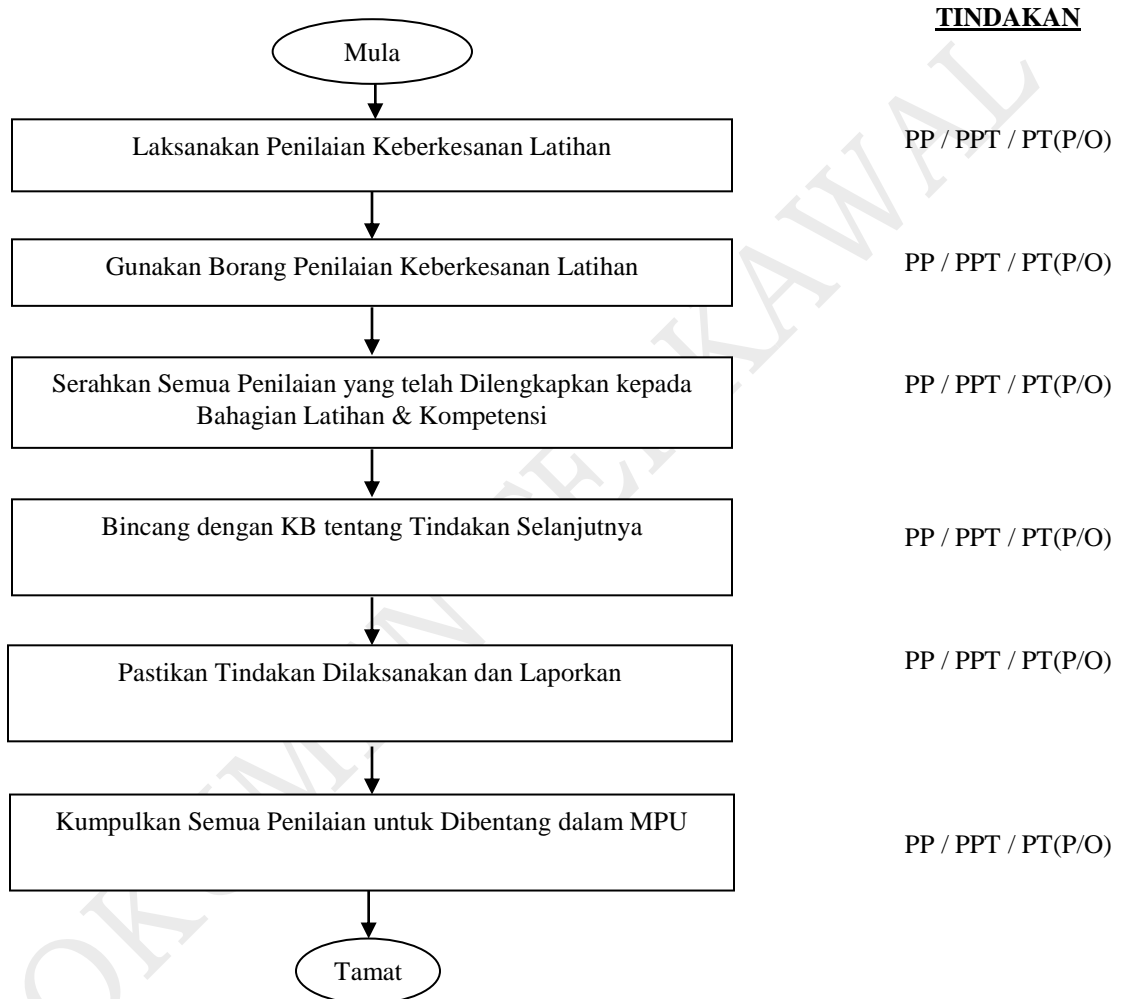 TINDAKAN
Mula
Laksanakan Penilaian Keberkesanan Latihan
PP / PPT / PT(P/O)
Gunakan Borang Penilaian Keberkesanan Latihan
PP / PPT / PT(P/O)
Serahkan Semua Penilaian yang telah Dilengkapkan kepada
Bahagian Latihan & Kompetensi
PP / PPT / PT(P/O)
Bincang dengan KB tentang Tindakan Selanjutnya
PP / PPT / PT(P/O)
Pastikan Tindakan Dilaksanakan dan Laporkan
PP / PPT / PT(P/O)
Kumpulkan Semua Penilaian untuk Dibentang dalam MPU
PP / PPT / PT(P/O)
Tamat